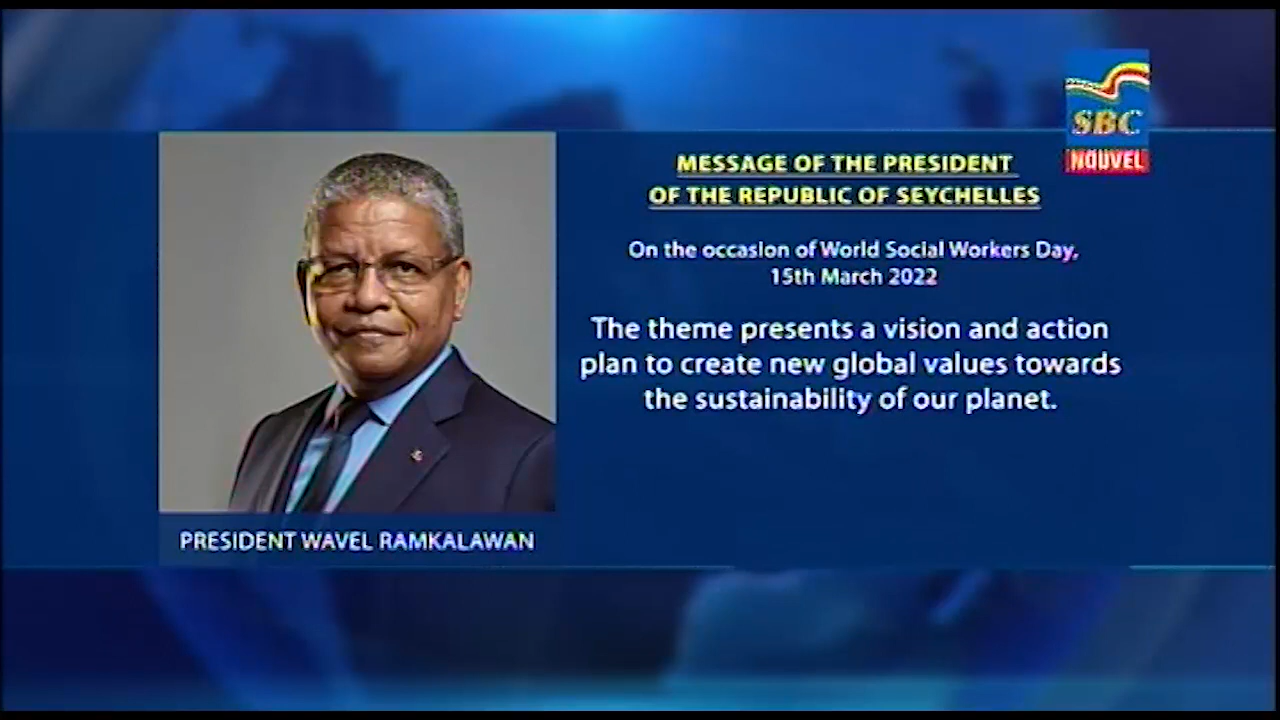 SBC
NOUVEL
MESSAGE OF THE PRESIDENT
OF THE REPUBLIC OF SEYCHELLES
On the occasion of World Social Workers Day,
15th March 2022
The theme presents a vision and action
plan to create new global values towards
the sustainability of our planet.
PRESIDENT WAVEL RAMKALAWAN